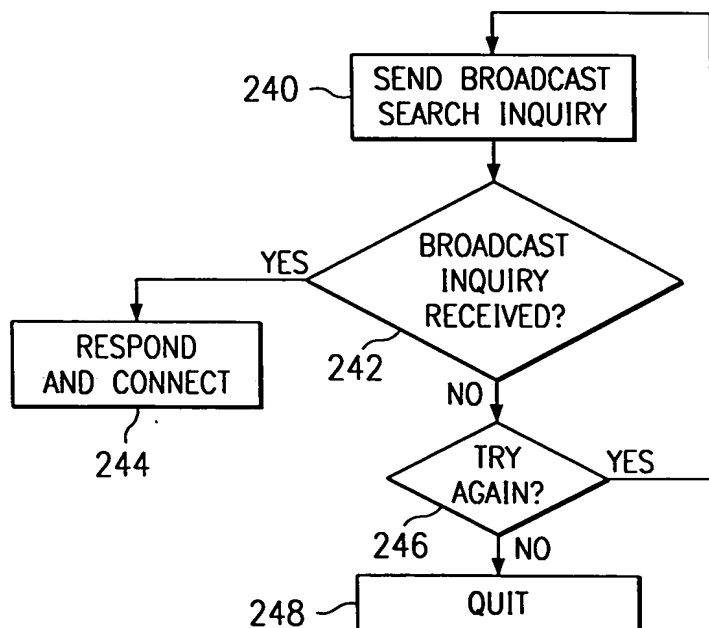 240
SEND BROADCAST
SEARCH INQUIRY
BROADCAST
INQUIRY
RECEIVED?
242
YES
RESPOND
AND CONNECT
244
NO
TRY
AGAIN?
246
YES
NO
QUIT
248